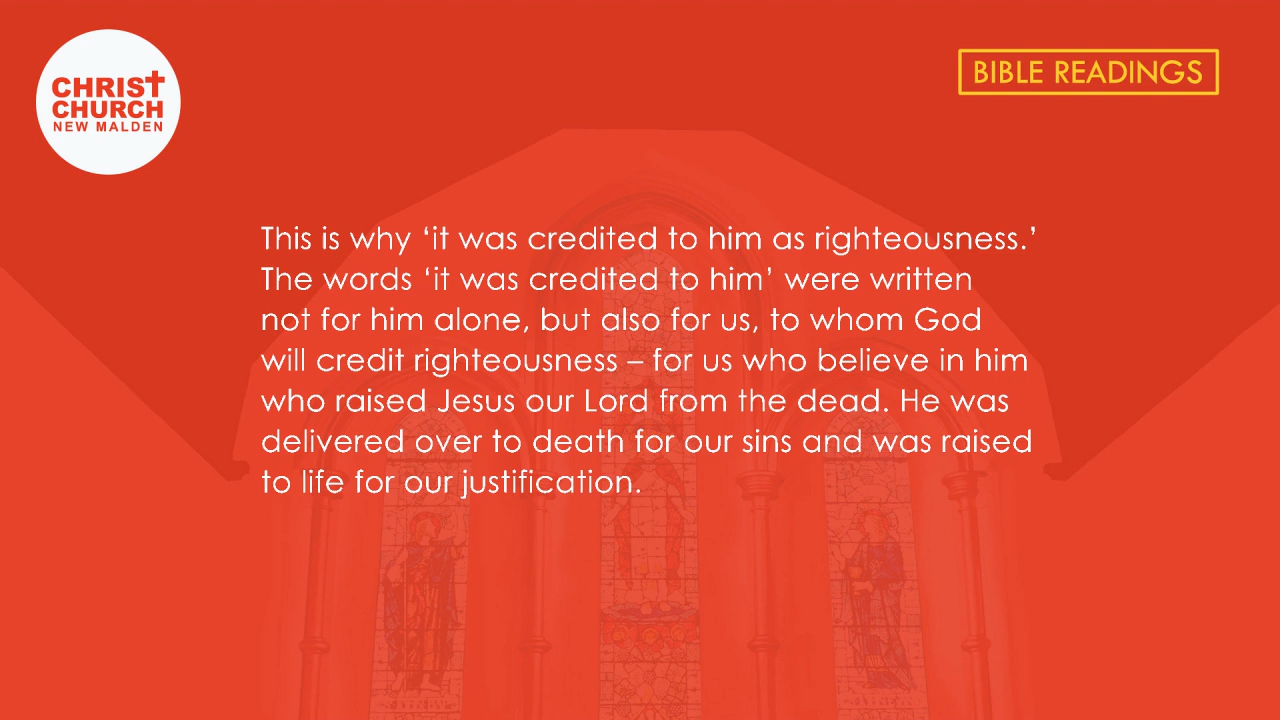 CHRIST
CHURCH
NEW MALDEN
BIBLE READINGS
This is why ‘it was credited to him as righteousness.’
The words ‘it was credited to him’ were written
not for him alone, but also for us, to whom God
will credit righteousness – for us who believe in him
who raised Jesus our Lord from the dead. He was
delivered over to death for our sins and was raised
to life for our justification.